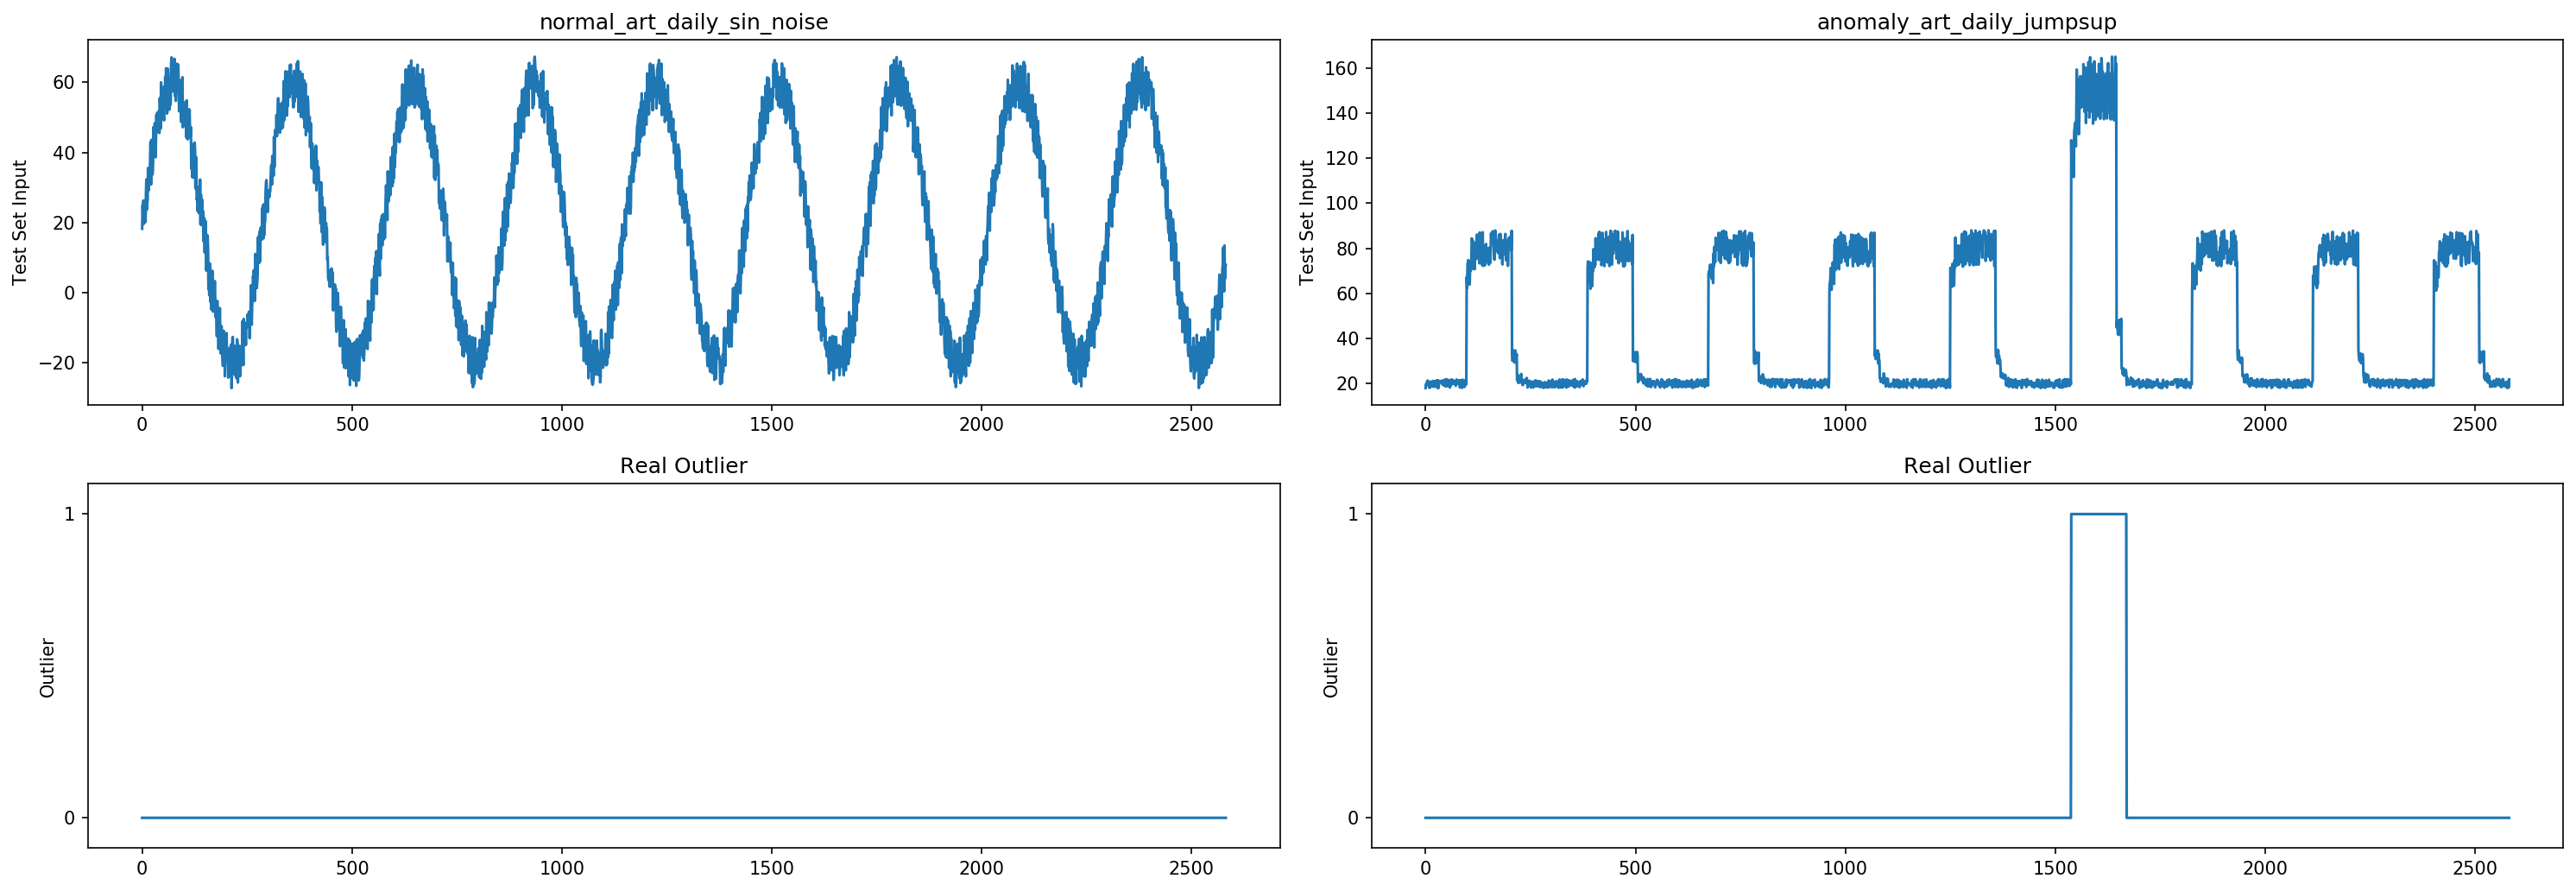 normal_art_daily_sin_noise
Test Set Input
60
40
20
0
−20
0 500 1000 1500 2000 2500
anomaly_art_daily_jumpsup
Test Set Input
160
140
120
100
80
60
40
20
0 500 1000 1500 2000 2500
Real Outlier
Outlier
1
0
0 500 1000 1500 2000 2500
Real Outlier
Outlier
1
0
0 500 1000 1500 2000 2500